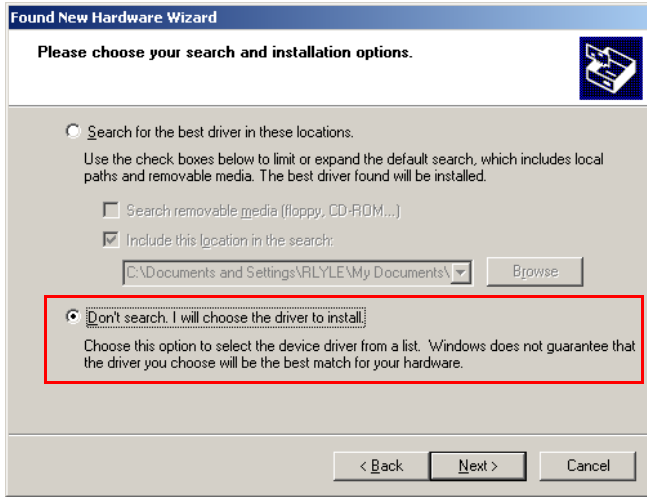 Found New Hardware Wizard
Please choose your search and installation options.
Search for the best driver in these locations.
Use the check boxes below to limit or expand the default search, which includes local
paths and removable media. The best driver found will be installed.
Search removable media (floppy, CD-ROM...)
Include this location in the search:
C:\Documents and Settings\RLYLE\My Documents\
Browse
Don't search. I will choose the driver to install.
Choose this option to select the device driver from a list. Windows does not guarantee that
the driver you choose will be the best match for your hardware.
< Back Next > Cancel